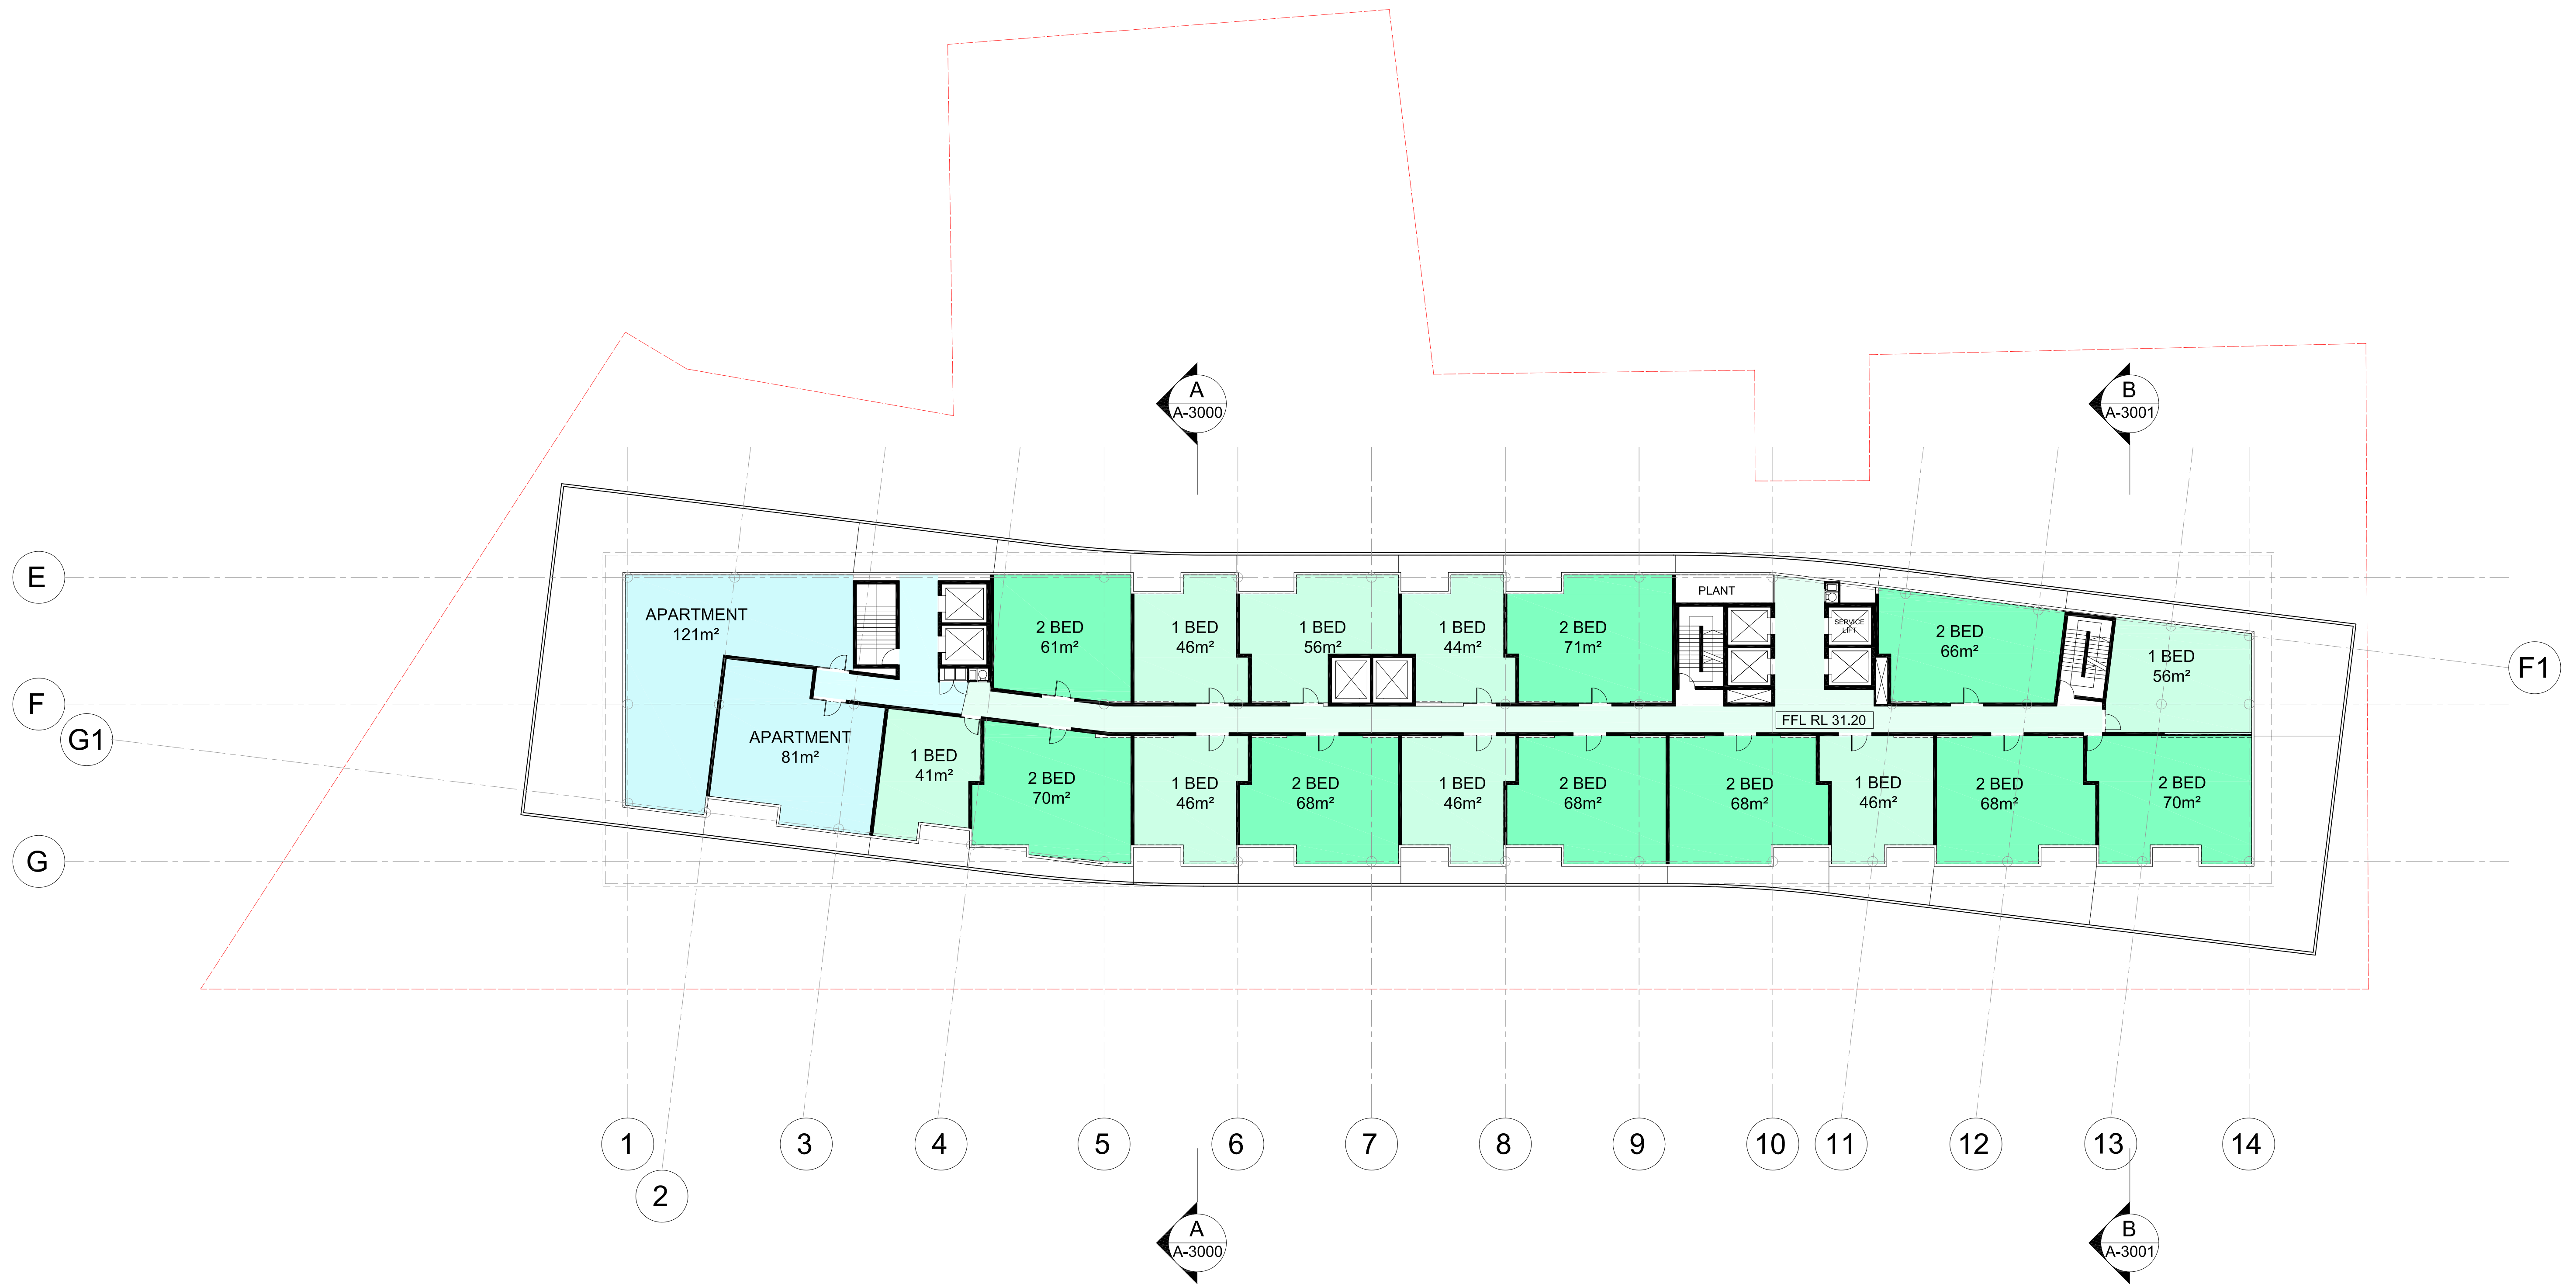 A
A-3000
B
A-3001
E
APARTMENT
121m²
2 BED
61m²
1 BED
46m²
1 BED
56m²
1 BED
44m²
2 BED
71m²
PLANT
SERVICE
LIFT
2 BED
66m²
1 BED
56m²
F1
F
G1
FFL RL 31.20
APARTMENT
81m²
1 BED
41m²
2 BED
70m²
1 BED
46m²
2 BED
68m²
1 BED
46m²
2 BED
68m²
2 BED
68m²
1 BED
46m²
2 BED
68m²
2 BED
70m²
G
1
2
3
4
5
6
7
8
9
10
11
12
13
14
A
A-3000
B
A-3001